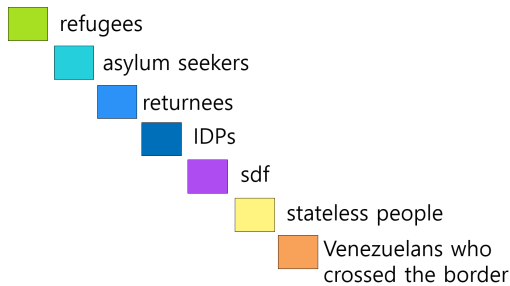 refugees
asylum seekers
returnees
IDPs
sdf
stateless people
Venezuelans who
crossed the border